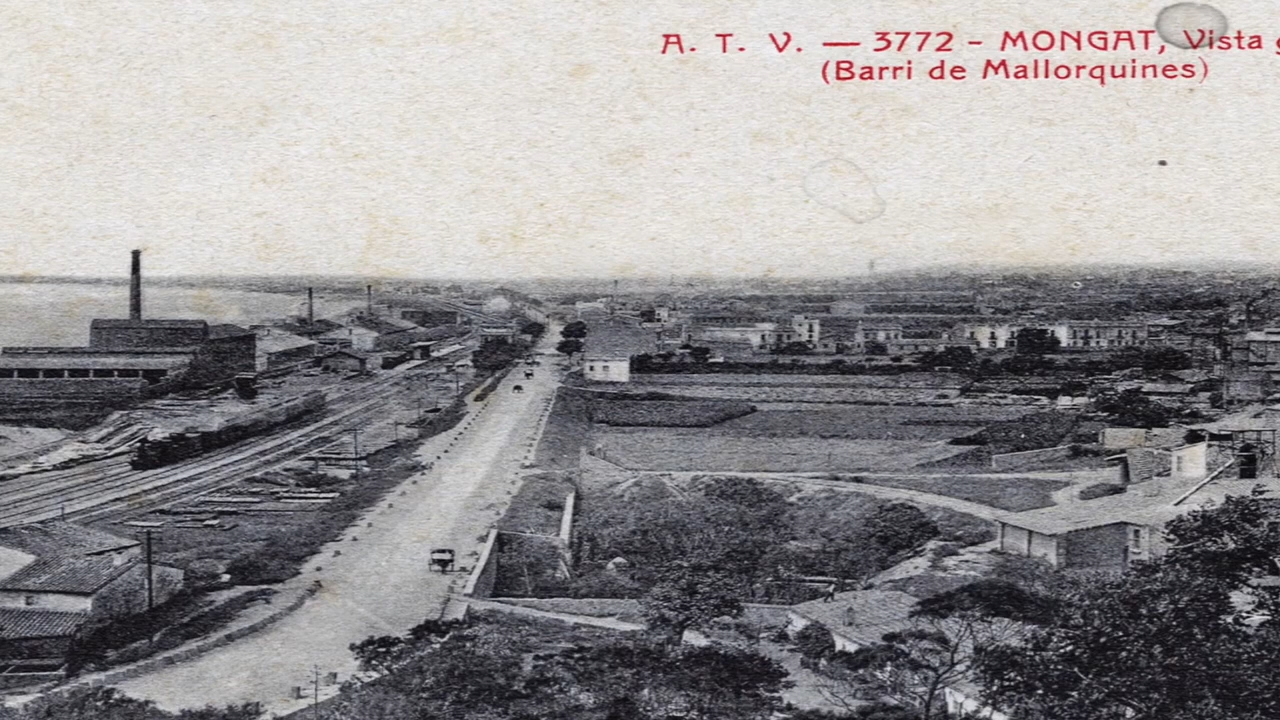 A. T. V. — 3772 - MONGAT, Vista
(Barri de Mallorquines)